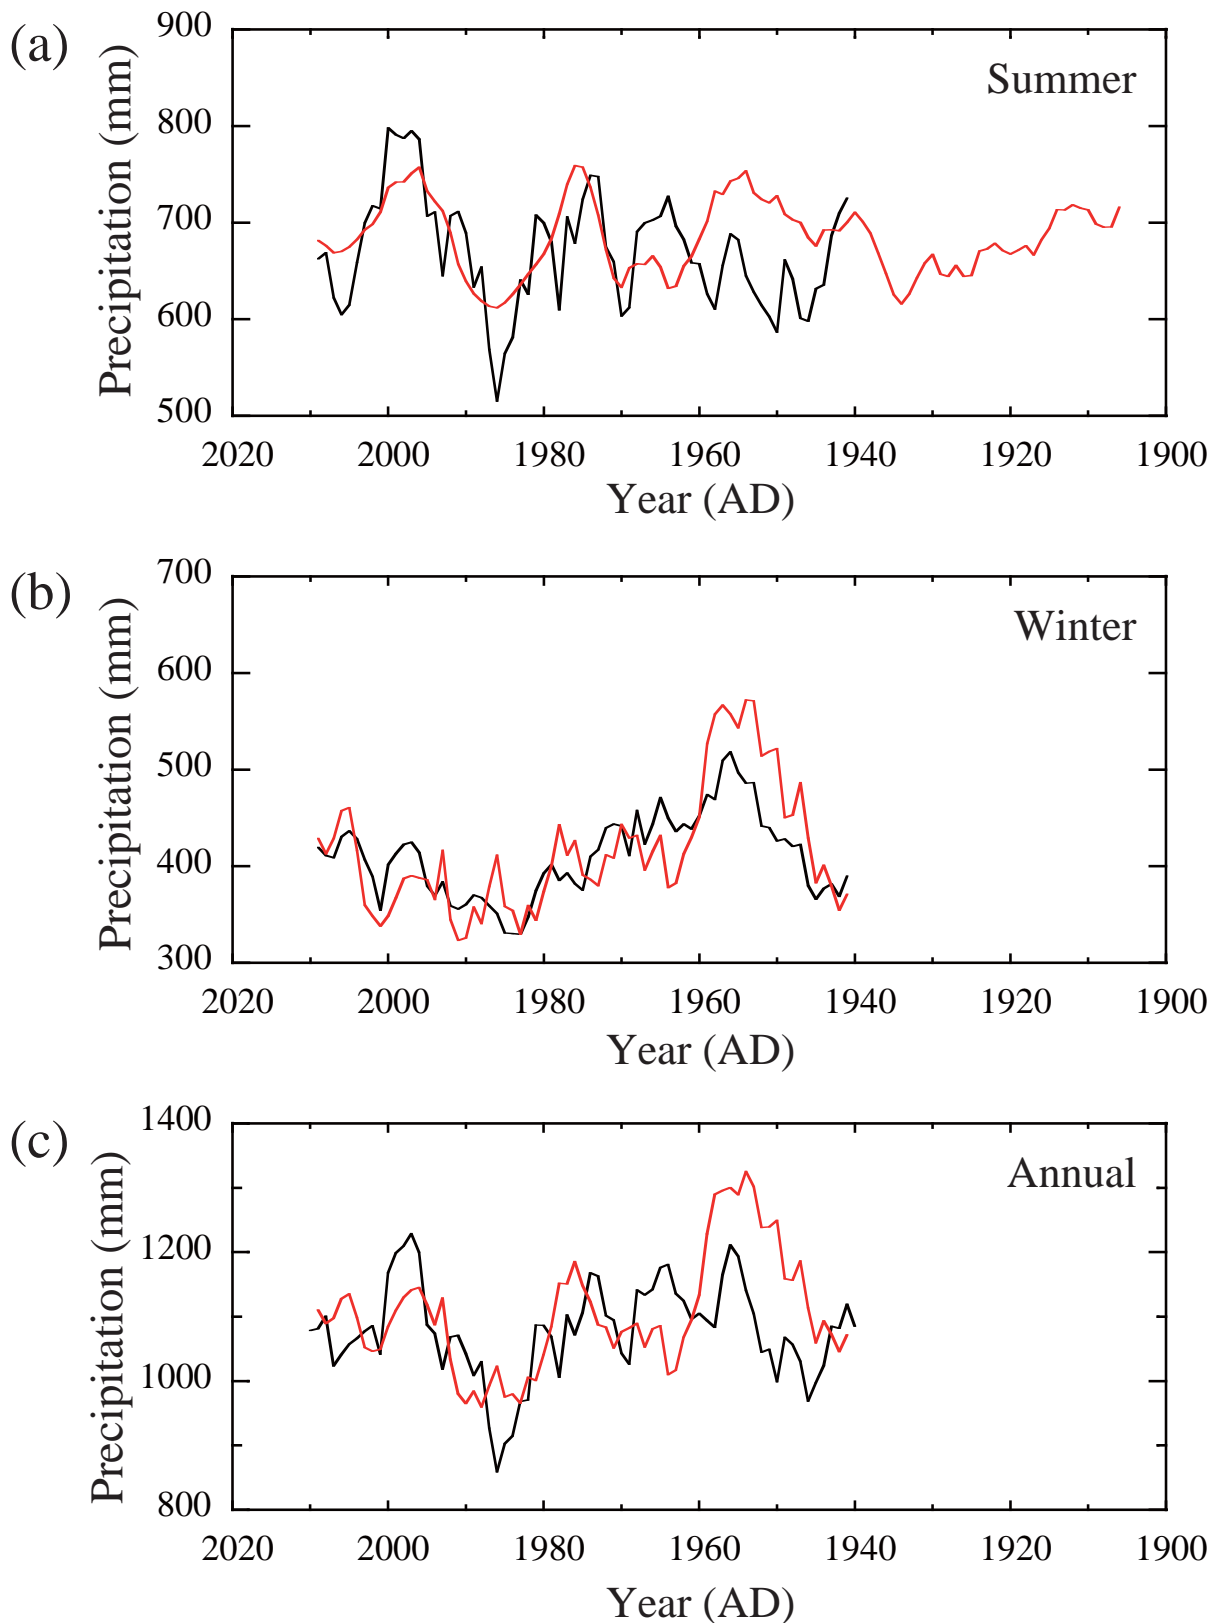 (a)
Summer
Precipitation (mm)
900
800
700
600
500
2020 2000 1980 1960 1940 1920 1900
Year (AD)
(b)
Winter
Precipitation (mm)
700
600
500
400
300
2020 2000 1980 1960 1940 1920 1900
Year (AD)
(c)
Annual
Precipitation (mm)
1400
1200
1000
800
2020 2000 1980 1960 1940 1920 1900
Year (AD)